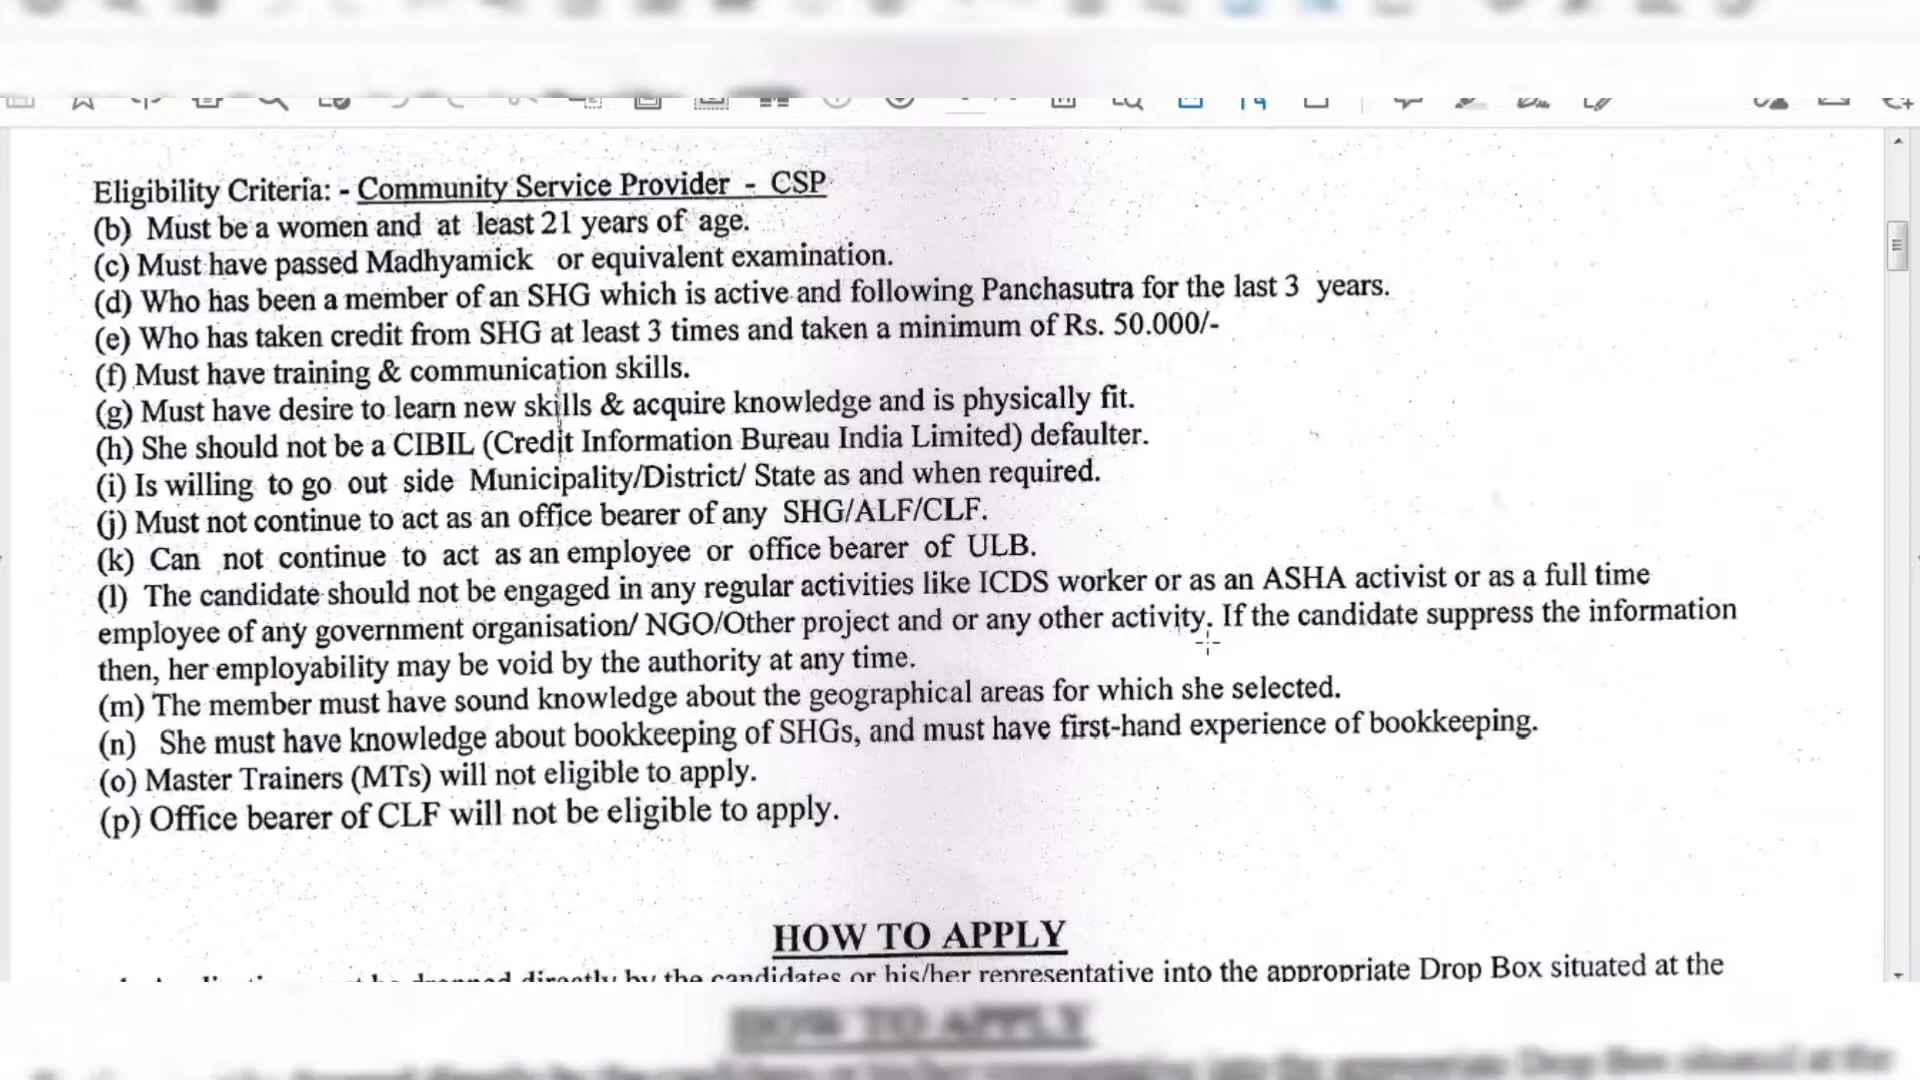 Eligibility Criteria: - Community Service Provider - CSP
(b) Must be a women and at least 21 years of age.
(c) Must have passed Madhyamick or equivalent examination.
(d) Who has been a member of an SHG which is active and following Panchasutra for the last 3 years.
(e) Who has taken credit from SHG at least 3 times and taken a minimum of Rs. 50.000/-
(f) Must have training & communication skills.
(g) Must have desire to learn new skills & acquire knowledge and is physically fit.
(h) She should not be a CIBIL (Credit Information Bureau India Limited) defaulter.
(i) Is willing to go out side Municipality/District/ State as and when required.
(j) Must not continue to act as an office bearer of any SHG/ALF/CLF.
(k) Can not continue to act as an employee or office bearer of ULB.
(l) The candidate should not be engaged in any regular activities like ICDS worker or as an ASHA activist or as a full time
employee of any government organisation/ NGO/Other project and or any other activity. If the candidate suppress the information
then, her employability may be void by the authority at any time.
(m) The member must have sound knowledge about the geographical areas for which she selected.
(n) She must have knowledge about bookkeeping of SHGs, and must have first-hand experience of bookkeeping.
(o) Master Trainers (MTs) will not eligible to apply.
(p) Office bearer of CLF will not be eligible to apply.
HOW TO APPLY
directly by the candidates or his/her representative into the appropriate Drop Box situated at the
HOW TO APPLY